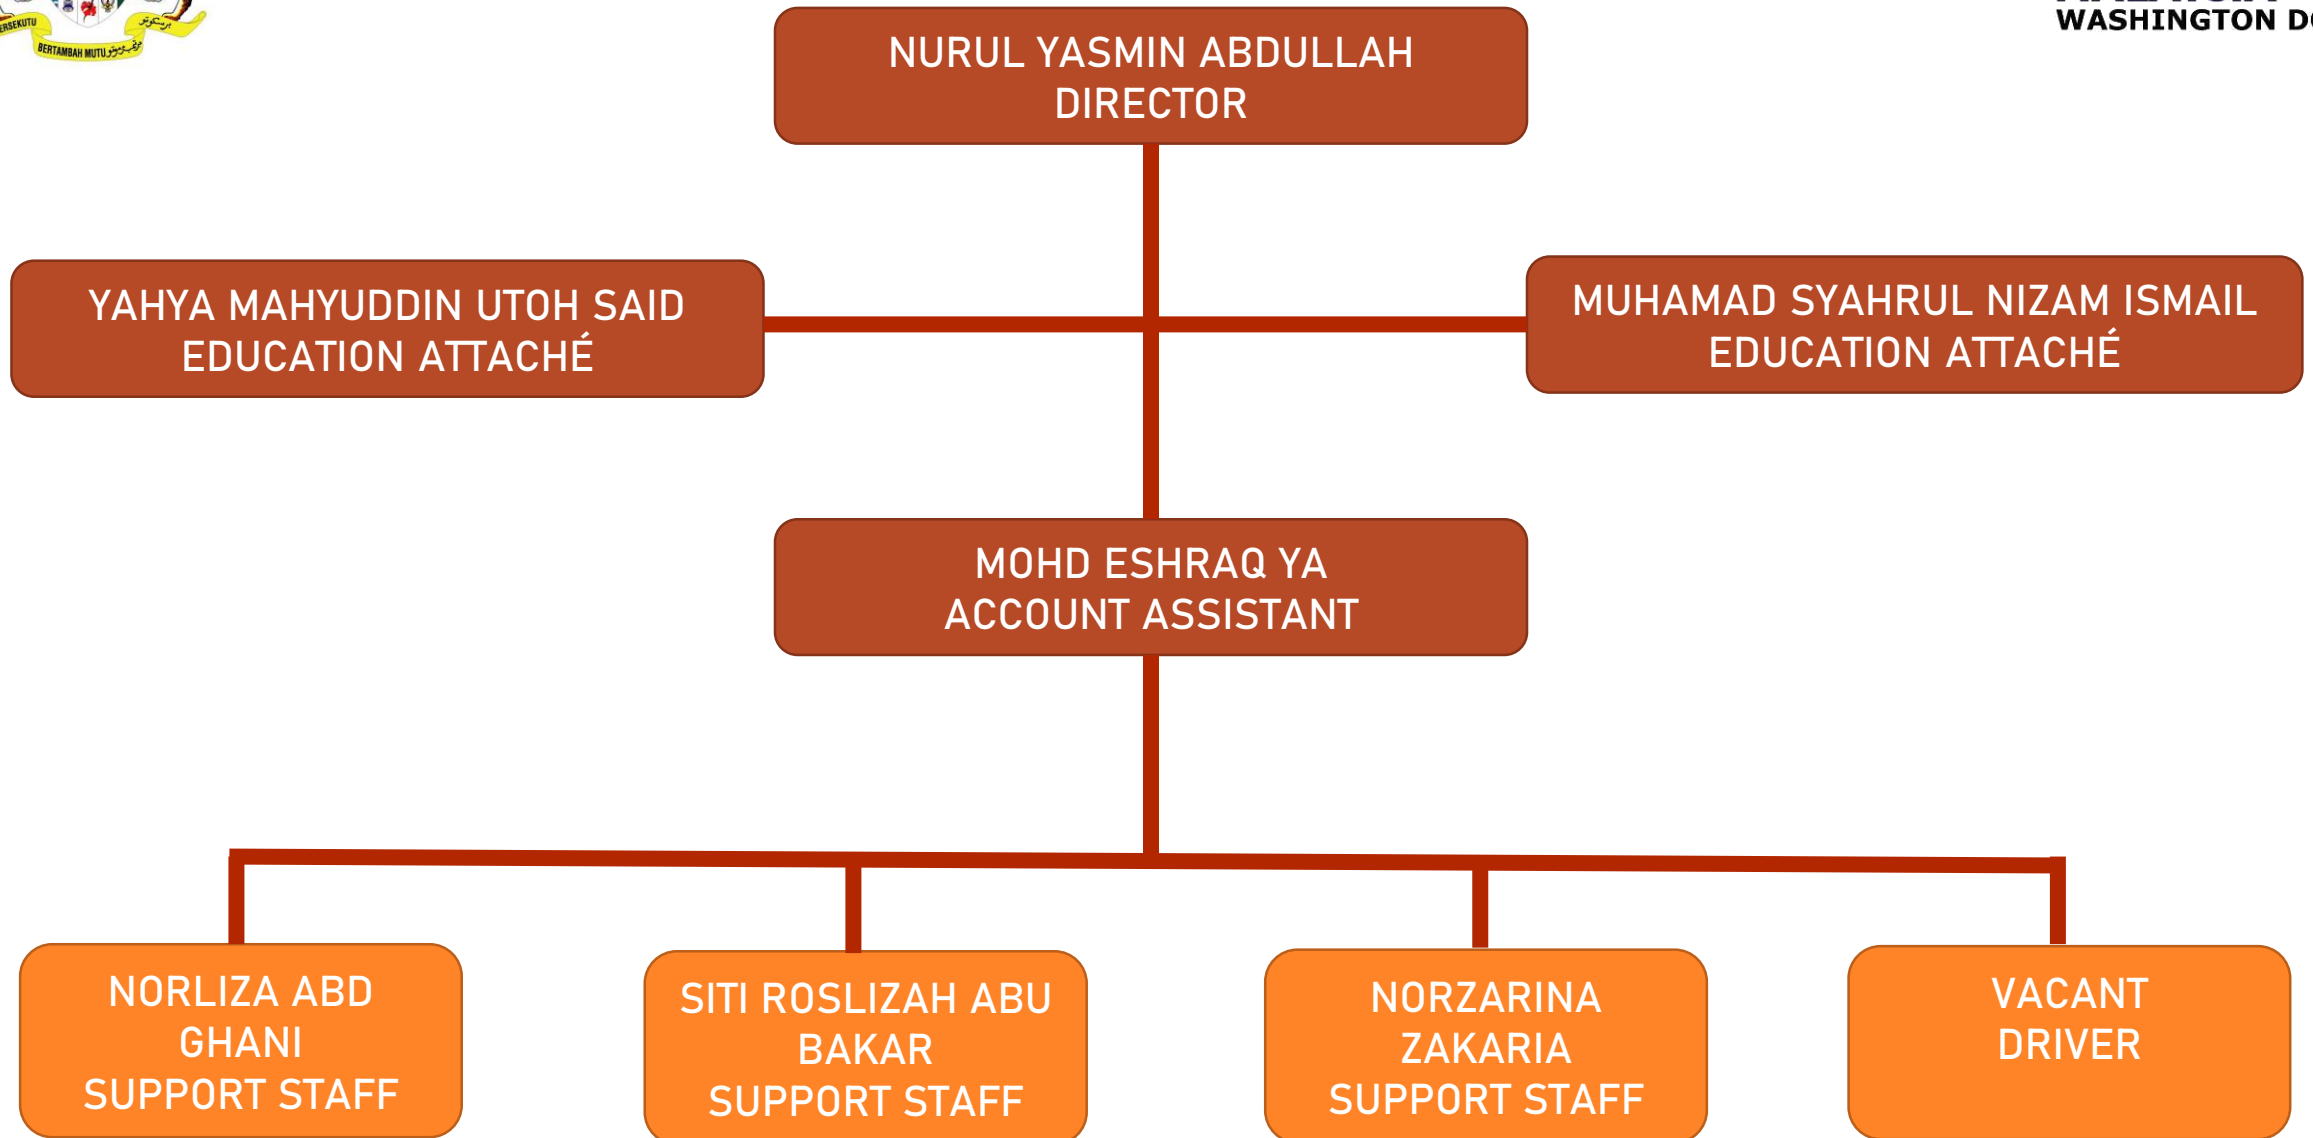 BERTAMBAH MUTU
WASHINGTON
NURUL YASMIN ABDULLAH
DIRECTOR
YAHYA MAHYUDDIN UTOH SAID
EDUCATION ATTACHÉ
MUHAMAD SYAHRUL NIZAM ISMAIL
EDUCATION ATTACHÉ
MOHD ESHRAQ YA
ACCOUNT ASSISTANT
NORLIZA ABD
GHANI
SUPPORT STAFF
SITI ROSLIZAH ABU
BAKAR
SUPPORT STAFF
NORZARINA
ZAKARIA
SUPPORT STAFF
VACANT
DRIVER